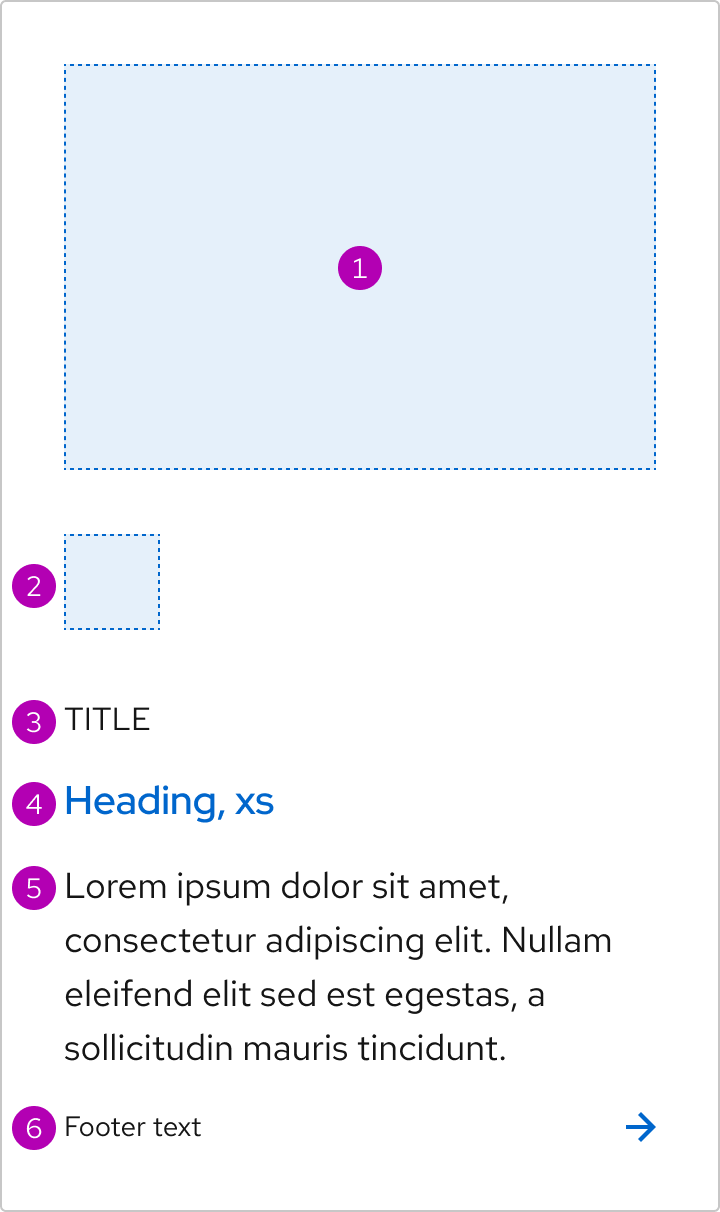 1
2
3 TITLE
4 Heading, xs
5 Lorem ipsum dolor sit amet,
consectetur adipiscing elit. Nullam
eleifend elit sed est egestas, a
sollicitudin mauris tincidunt.
6 Footer text